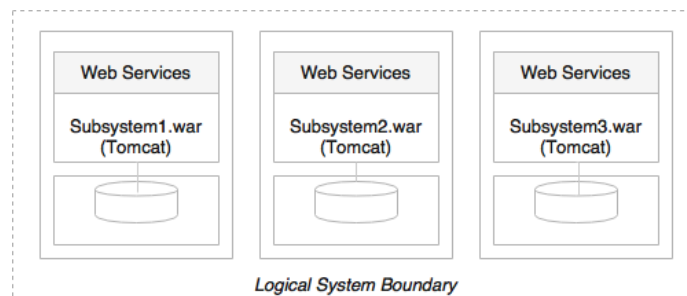 Web Services
Subsystem1.war
(Tomcat)
Web Services
Subsystem2.war
(Tomcat)
Web Services
Subsystem3.war
(Tomcat)
Logical System Boundary